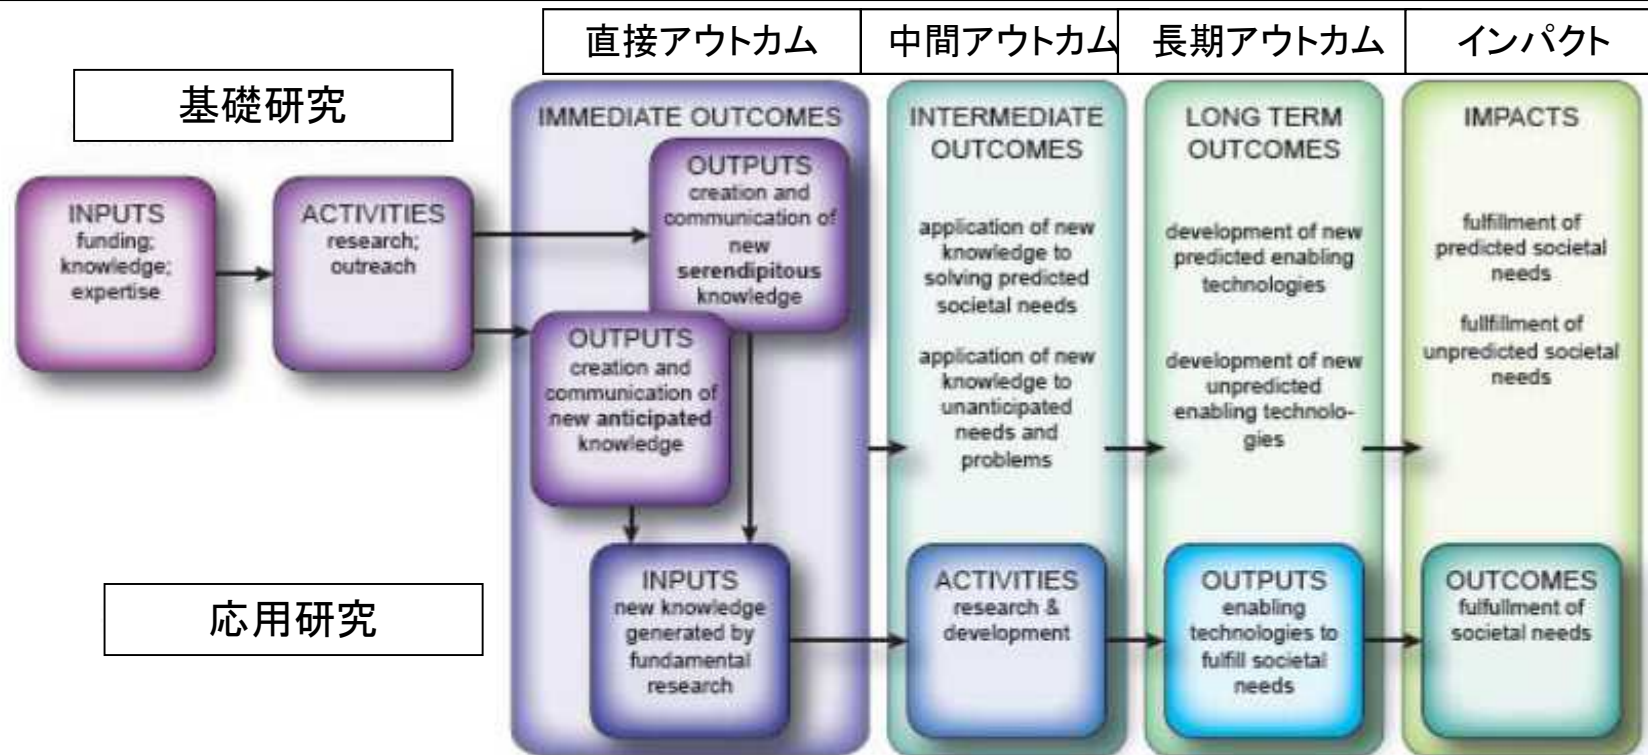 直接アウトカム
中間アウトカム
長期アウトカム
インパクト
基礎研究
INPUTS
funding;
knowledge;
expertise
ACTIVITIES
research;
outreach
IMMEDIATE OUTCOMES
OUTPUTS
creation and
communication of
new
serendipitous
knowledge
OUTPUTS
creation and
communication of
new anticipated
knowledge
INTERMEDIATE
OUTCOMES
application of new
knowledge to
solving predicted
societal needs
application of new
knowledge to
unanticipated
needs and
problems
LONG TERM
OUTCOMES
development of new
predicted enabling
technologies
development of new
unpredicted
enabling technolo-
gies
IMPACTS
fulfillment of
predicted societal
needs
fullfillment of
unpredicted societal
needs
応用研究
INPUTS
new knowledge
generated by
fundamental
research
ACTIVITIES
research &
development
OUTPUTS
enabling
technologies to
fulfill societal
needs
OUTCOMES
fulfullment of
societal needs